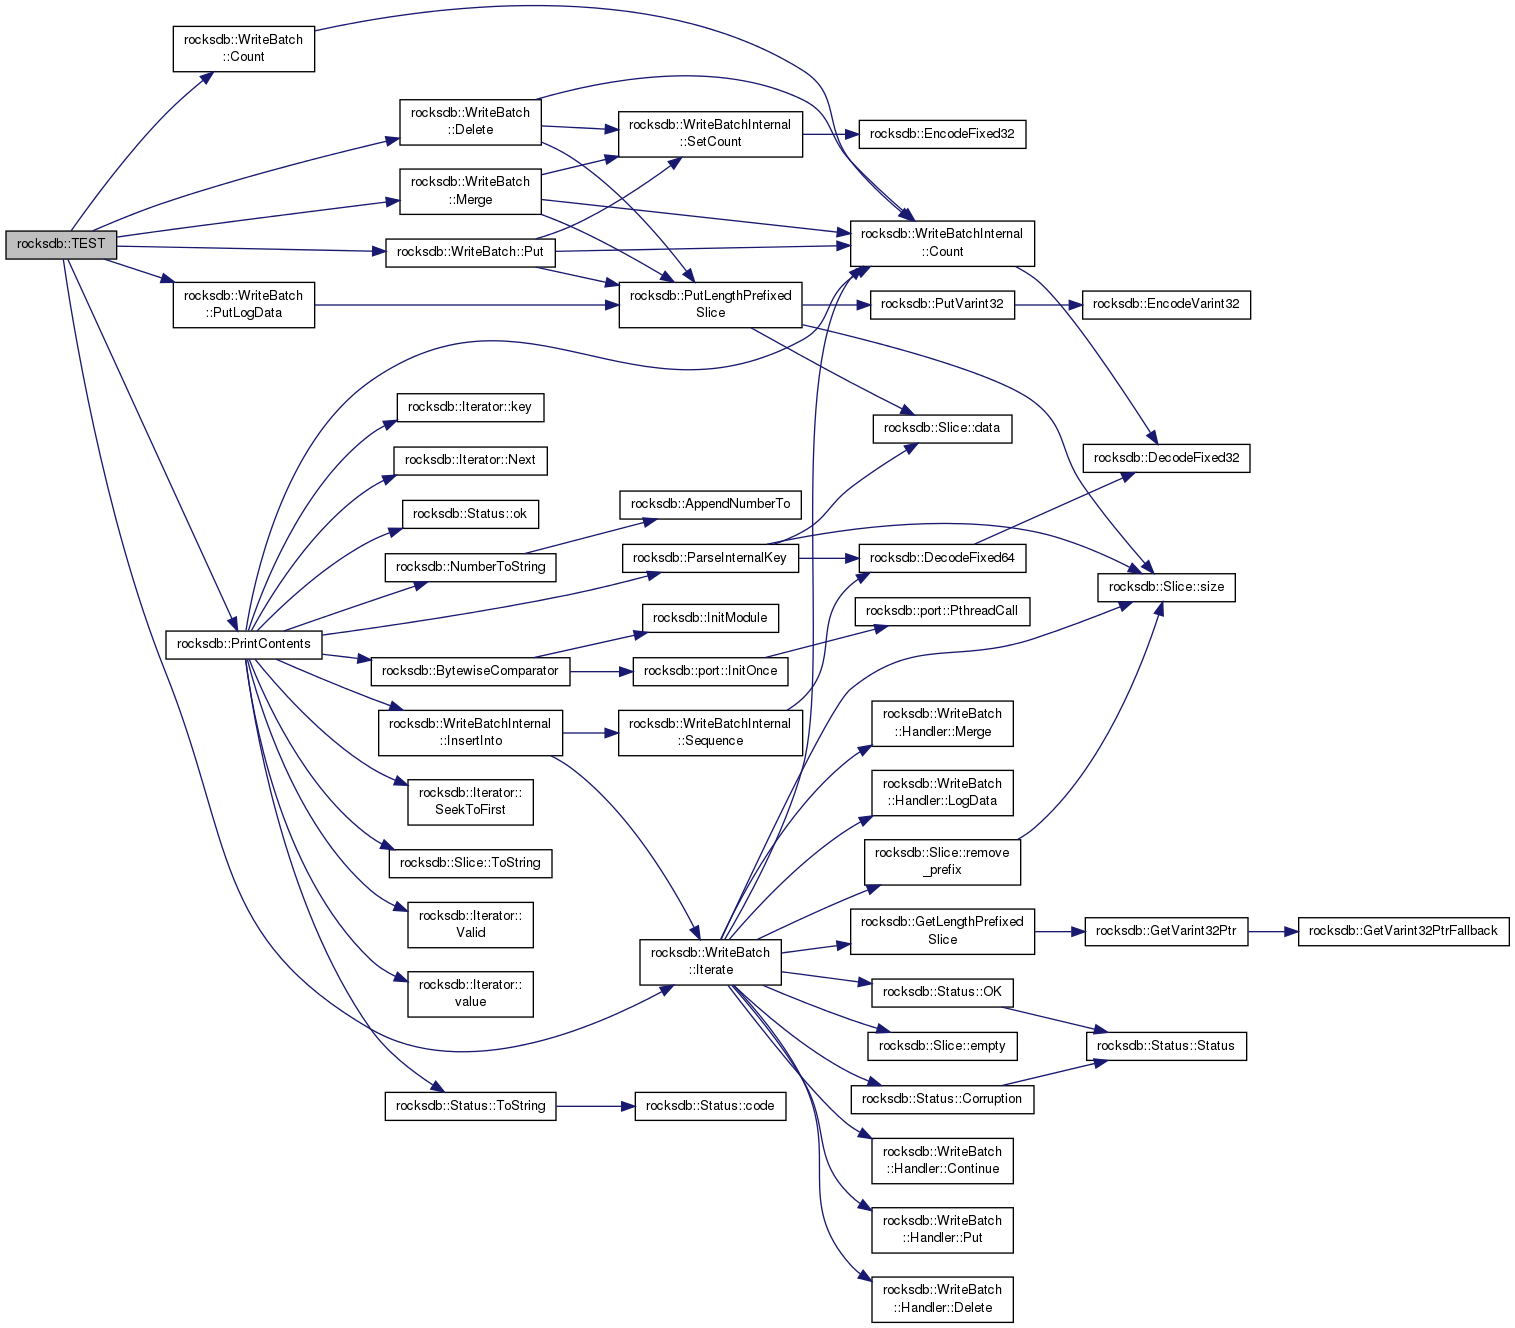 rocksdb::WriteBatch
::Count
rocksdb::WriteBatch
::Delete
rocksdb::WriteBatchInternal
::SetCount
rocksdb::EncodeFixed32
rocksdb::WriteBatch
::Merge
rocksdb::TEST
rocksdb::WriteBatch::Put
rocksdb::WriteBatchInternal
::Count
rocksdb::WriteBatch
::PutLogData
rocksdb::PutLengthPrefixed
Slice
rocksdb::PutVarint32
rocksdb::EncodeVarint32
rocksdb::Iterator::key
rocksdb::Slice::data
rocksdb::Iterator::Next
rocksdb::DecodeFixed32
rocksdb::Status::ok
rocksdb::AppendNumberTo
rocksdb::NumberToString
rocksdb::ParseInternalKey
rocksdb::DecodeFixed64
rocksdb::Slice::size
rocksdb::InitModule
rocksdb::port::PthreadCall
rocksdb::PrintContents
rocksdb::BytewiseComparator
rocksdb::port::InitOnce
rocksdb::WriteBatchInternal
::InsertInto
rocksdb::WriteBatchInternal
::Sequence
rocksdb::WriteBatch
::Handler::Merge
rocksdb::Iterator::
SeekToFirst
rocksdb::WriteBatch
::Handler::LogData
rocksdb::Slice::ToString
rocksdb::Slice::remove
_prefix
rocksdb::Iterator::
Valid
rocksdb::GetLengthPrefixed
Slice
rocksdb::GetVarint32Ptr
rocksdb::GetVarint32PtrFallback
rocksdb::WriteBatch
::Iterate
rocksdb::Iterator::
value
rocksdb::Status::OK
rocksdb::Slice::empty
rocksdb::Status::Status
rocksdb::Status::ToString
rocksdb::Status::code
rocksdb::Status::Corruption
rocksdb::WriteBatch
::Handler::Continue
rocksdb::WriteBatch
::Handler::Put
rocksdb::WriteBatch
::Handler::Delete